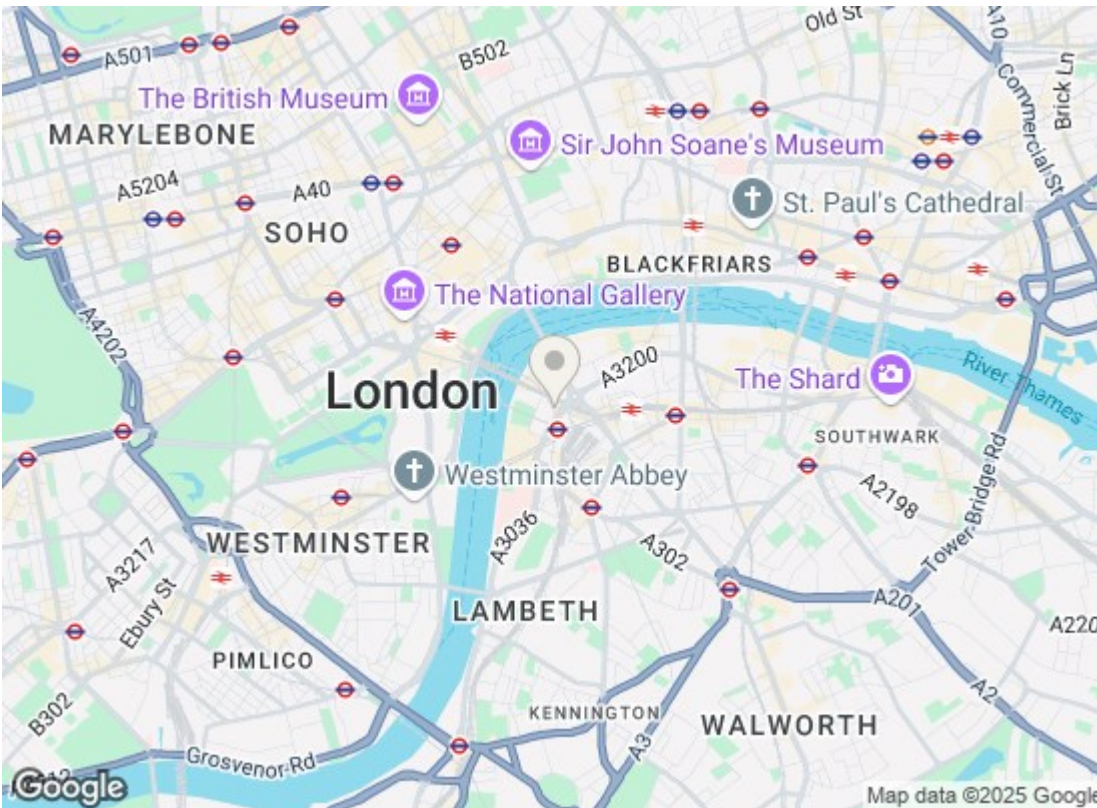 Old St
A10
A501
B502
The British Museum
Commercial St
Brick Ln
MARYLEBONE
Sir John Soane's Museum
A5204
A40
St. Paul's Cathedral
SOHO
BLACKFRIARS
The National Gallery
A4202
A3200
River Thames
London
The Shard
SOUTHWARK
Westminster Abbey
A2198
Tower Bridge Rd
A3036
WESTMINSTER
A302
A3217
Ebury St
A201
LAMBETH
A220
PIMLICO
A2
B302
KENNINGTON
WALWORTH
A3
Grosvenor Rd
Google
Map data ©2025 Google